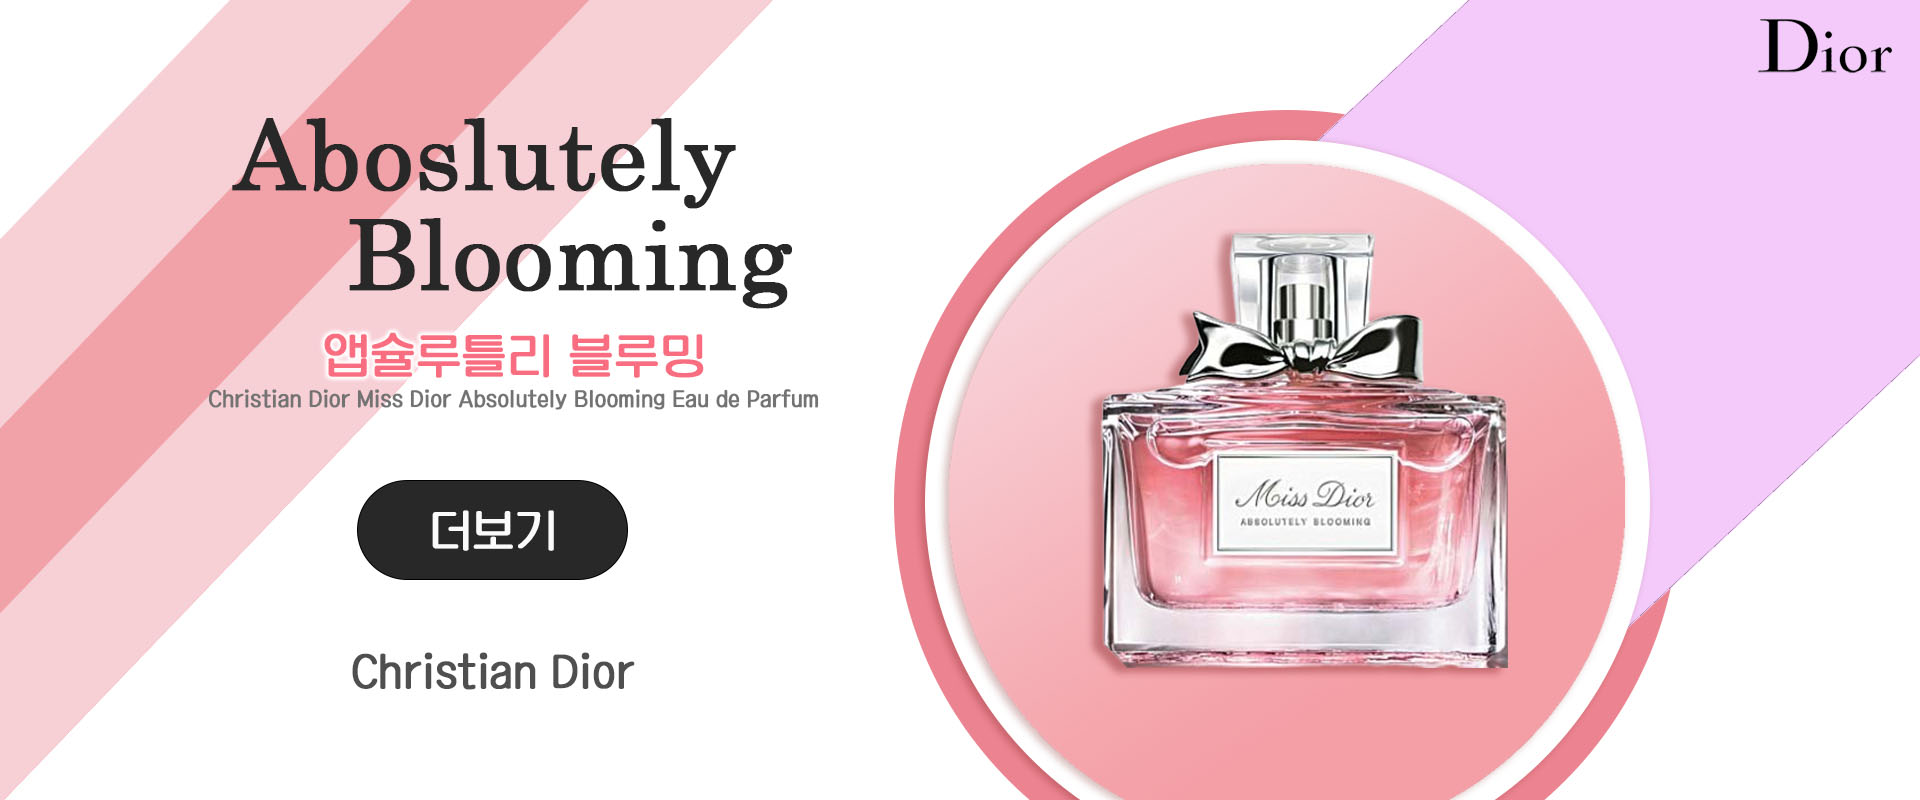 Dior
Aboslutely
Blooming
앱슐루틀리 블루밍
Christian Dior Miss Dior Absolutely Blooming Eau de Parfum
더보기
Christian Dior
Miss Dior
ABSOLUTELY BLOOMING